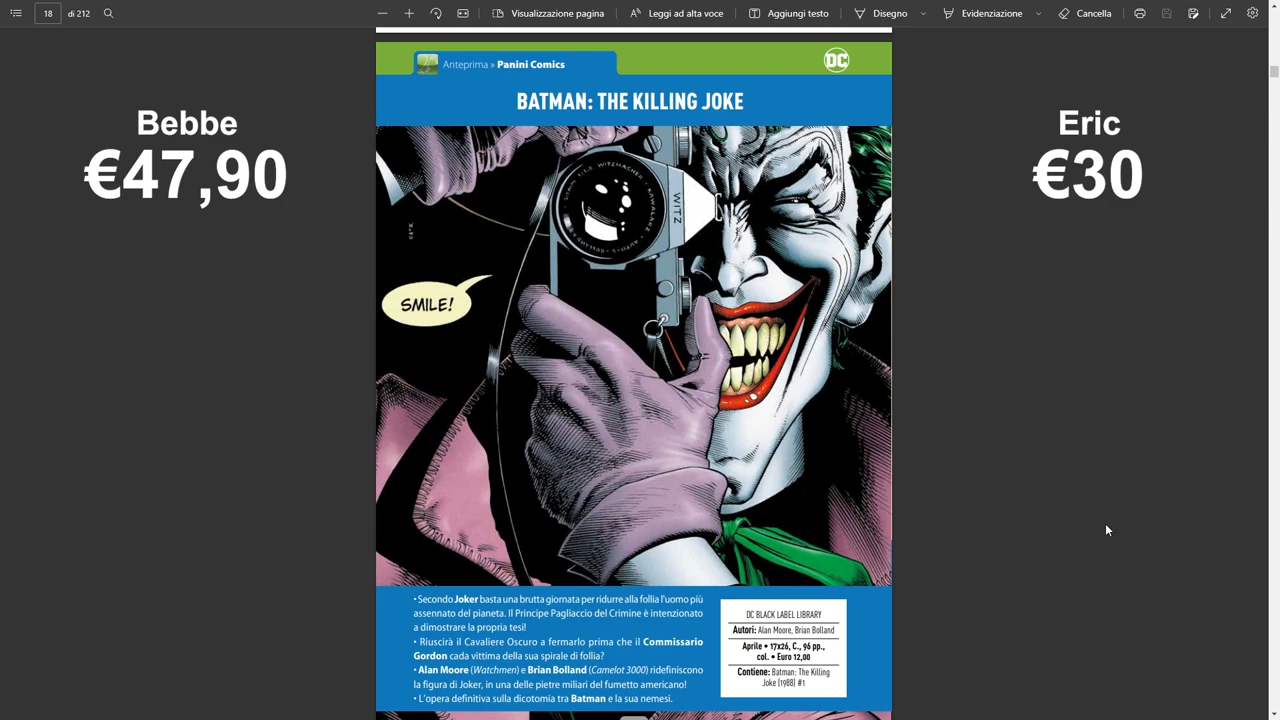 18
di 212
Visualizzazione pagina
Leggi ad alta voce
Aggiungi testo
Disegno
Evidenziazione
Cancella
Anteprima » Panini Comics
DC
BATMAN: THE KILLING JOKE
Bebbe
€47,90
Eric
€30
WITZ
SMILE!
• Secondo Joker basta una brutta giornata per ridurre alla follia l'uomo più
assennato del pianeta. Il Principe Pagliaccio del Crimine è intenzionato
a dimostrare la propria tesi!
• Riuscirà il Cavaliere Oscuro a fermarlo prima che il Commissario
Gordon cada vittima della sua spirale di follia?
• Alan Moore (Watchmen) e Brian Bolland (Camelot 3000) ridefiniscono
la figura di Joker, in una delle pietre miliari del fumetto americano!
• L'opera definitiva sulla dicotomia tra Batman e la sua nemesi.
DC BLACK LABEL LIBRARY
Autori: Alan Moore, Brian Bolland
Aprile • 17x26, C., 96 pp.,
col. • Euro 12,00
Contiene: Batman: The Killing
Joke (1988) #1